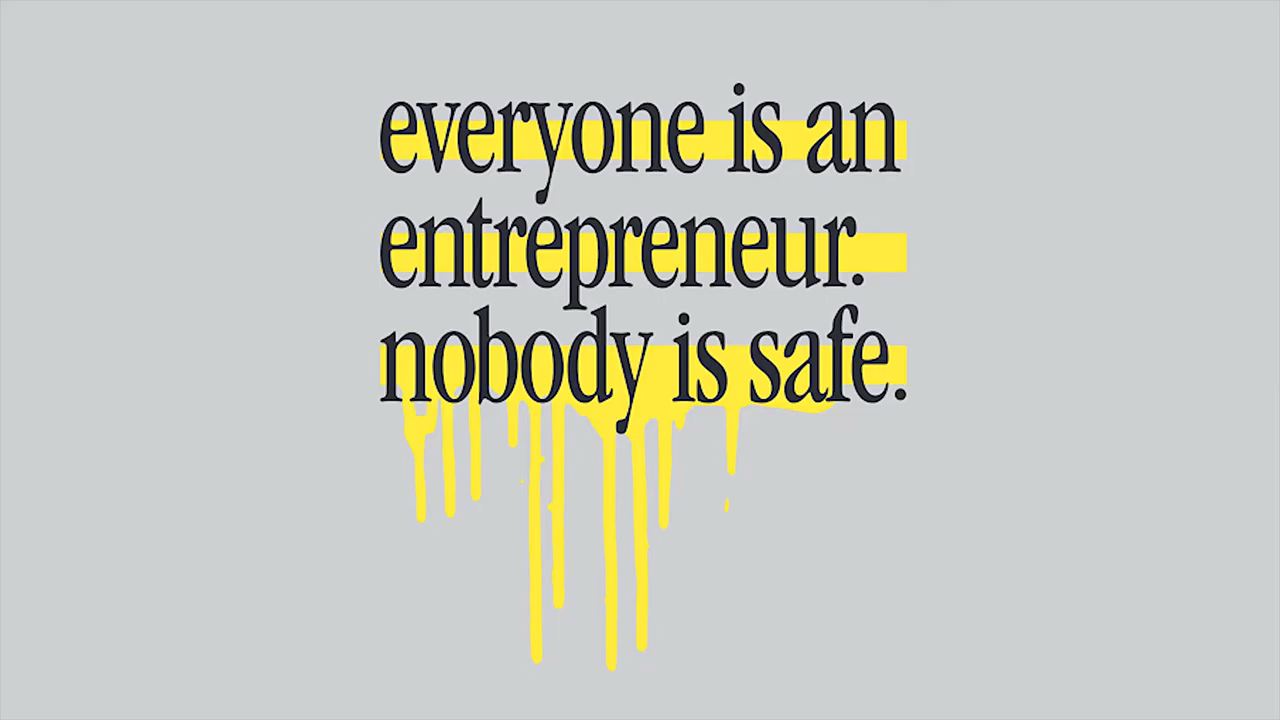 everyone is an
entrepreneur.
nobody is safe.